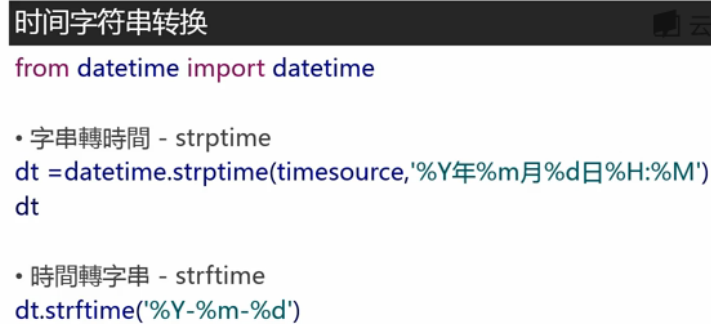 时间字符串转换
云
from datetime import datetime
• 字串轉時間 - strptime
dt =datetime.strptime(timesource,'%Y年%m月%d日%H:%M')
dt
• 時間轉字串 - strftime
dt.strftime('%Y-%m-%d')